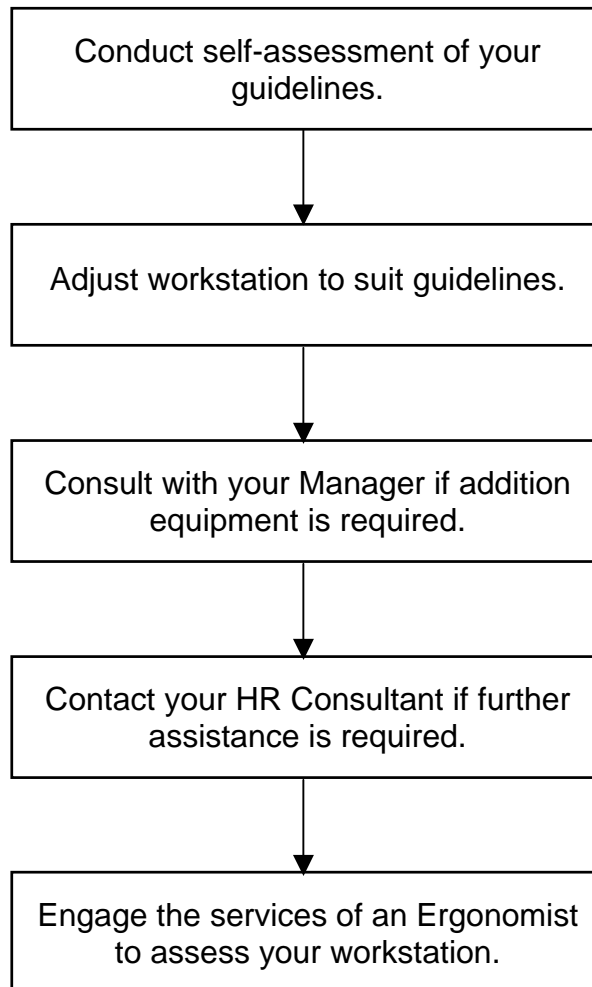 Conduct self-assessment of your
guidelines.
Adjust workstation to suit guidelines.
Consult with your Manager if addition
equipment is required.
Contact your HR Consultant if further
assistance is required.
Engage the services of an Ergonomist
to assess your workstation.